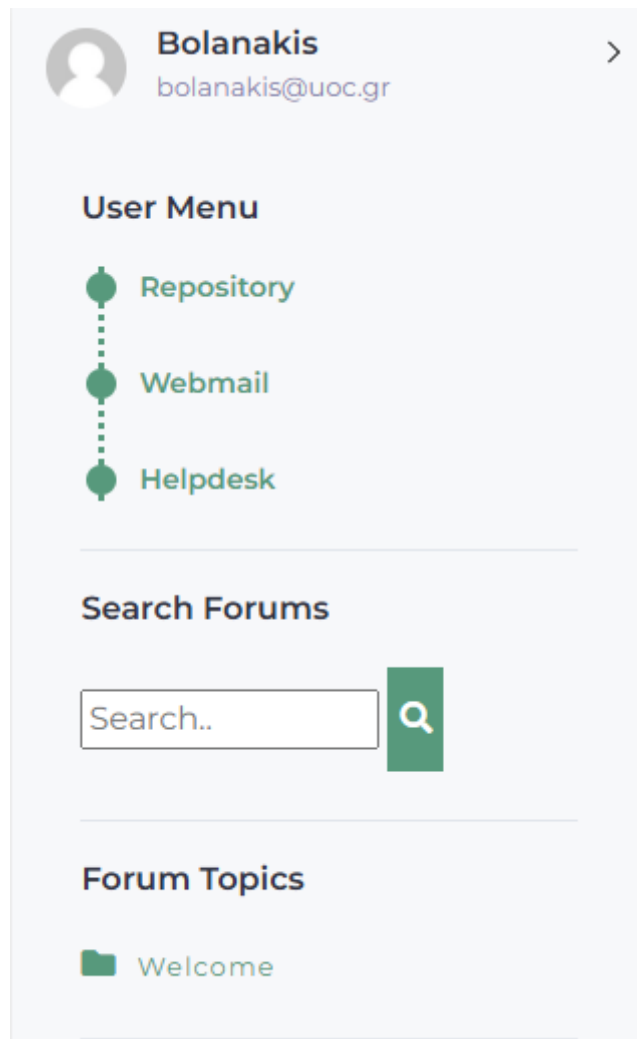 Bolanakis
bolanakis@uoc.gr
User Menu
Repository
Webmail
Helpdesk
Search Forums
Search..
Forum Topics
Welcome